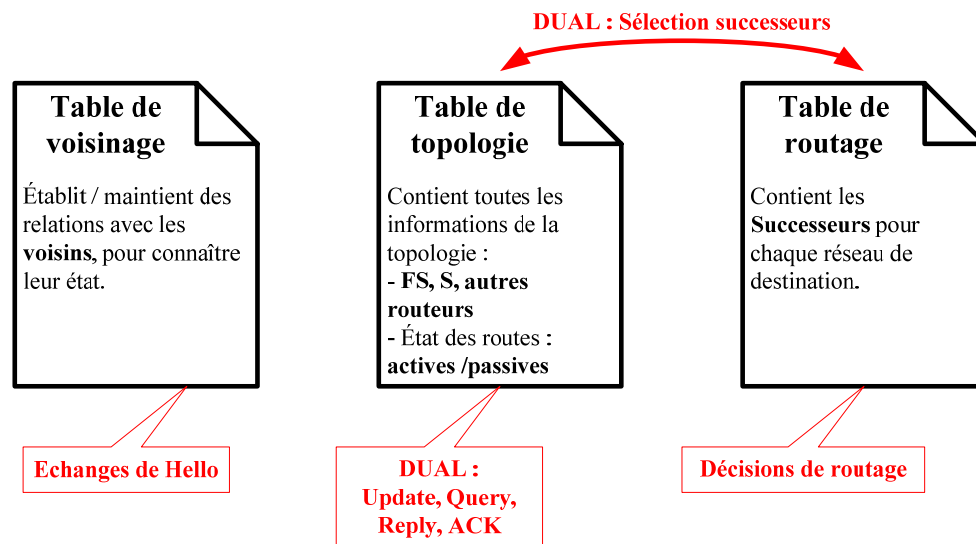 DUAL : Sélection successeurs
Table de
voisinage
Établit / maintient des
relations avec les
voisins, pour connaître
leur état.
Echanges de Hello
Table de
topologie
Contient toutes les
informations de la
topologie :
- FS, S, autres
routeurs
- État des routes :
actives /passives
DUAL :
Update, Query,
Reply, ACK
Table de
routage
Contient les
Successeurs pour
chaque réseau de
destination.
Décisions de routage